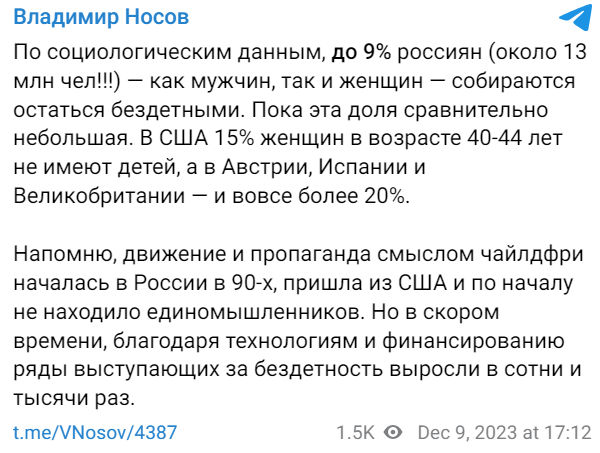 Владимир Носов
По социологическим данным, до 9% россиян (около 13
млн чел!!!) — как мужчин, так и женщин — собираются
остаться бездетными. Пока эта доля сравнительно
небольшая. В США 15% женщин в возрасте 40-44 лет
не имеют детей, а в Австрии, Испании и
Великобритании — и вовсе более 20%.
Напомню, движение и пропаганда смыслом чайлдфри
началась в России в 90-х, пришла из США и по началу
не находило единомышленников. Но в скором
времени, благодаря технологиям и финансированию
ряды выступающих за бездетность выросли в сотни и
тысячи раз.
t.me/VNosov/4387 1.5K Dec 9, 2023 at 17:12